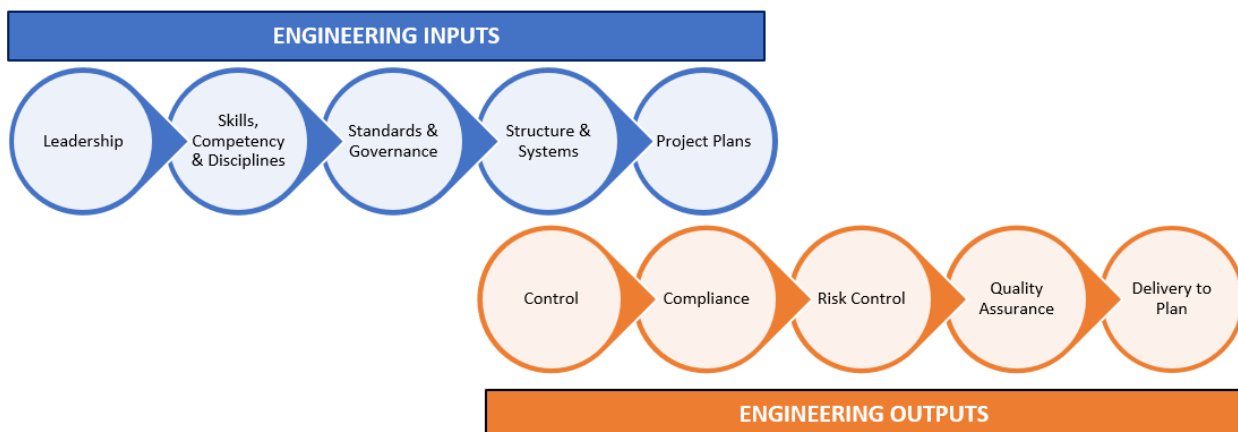 ENGINEERING INPUTS
Leadership
Skills,
Competency
& Disciplines
Standards &
Governance
Structure &
Systems
Project Plans
Control
Compliance
Risk Control
Quality
Assurance
Delivery to
Plan
ENGINEERING OUTPUTS